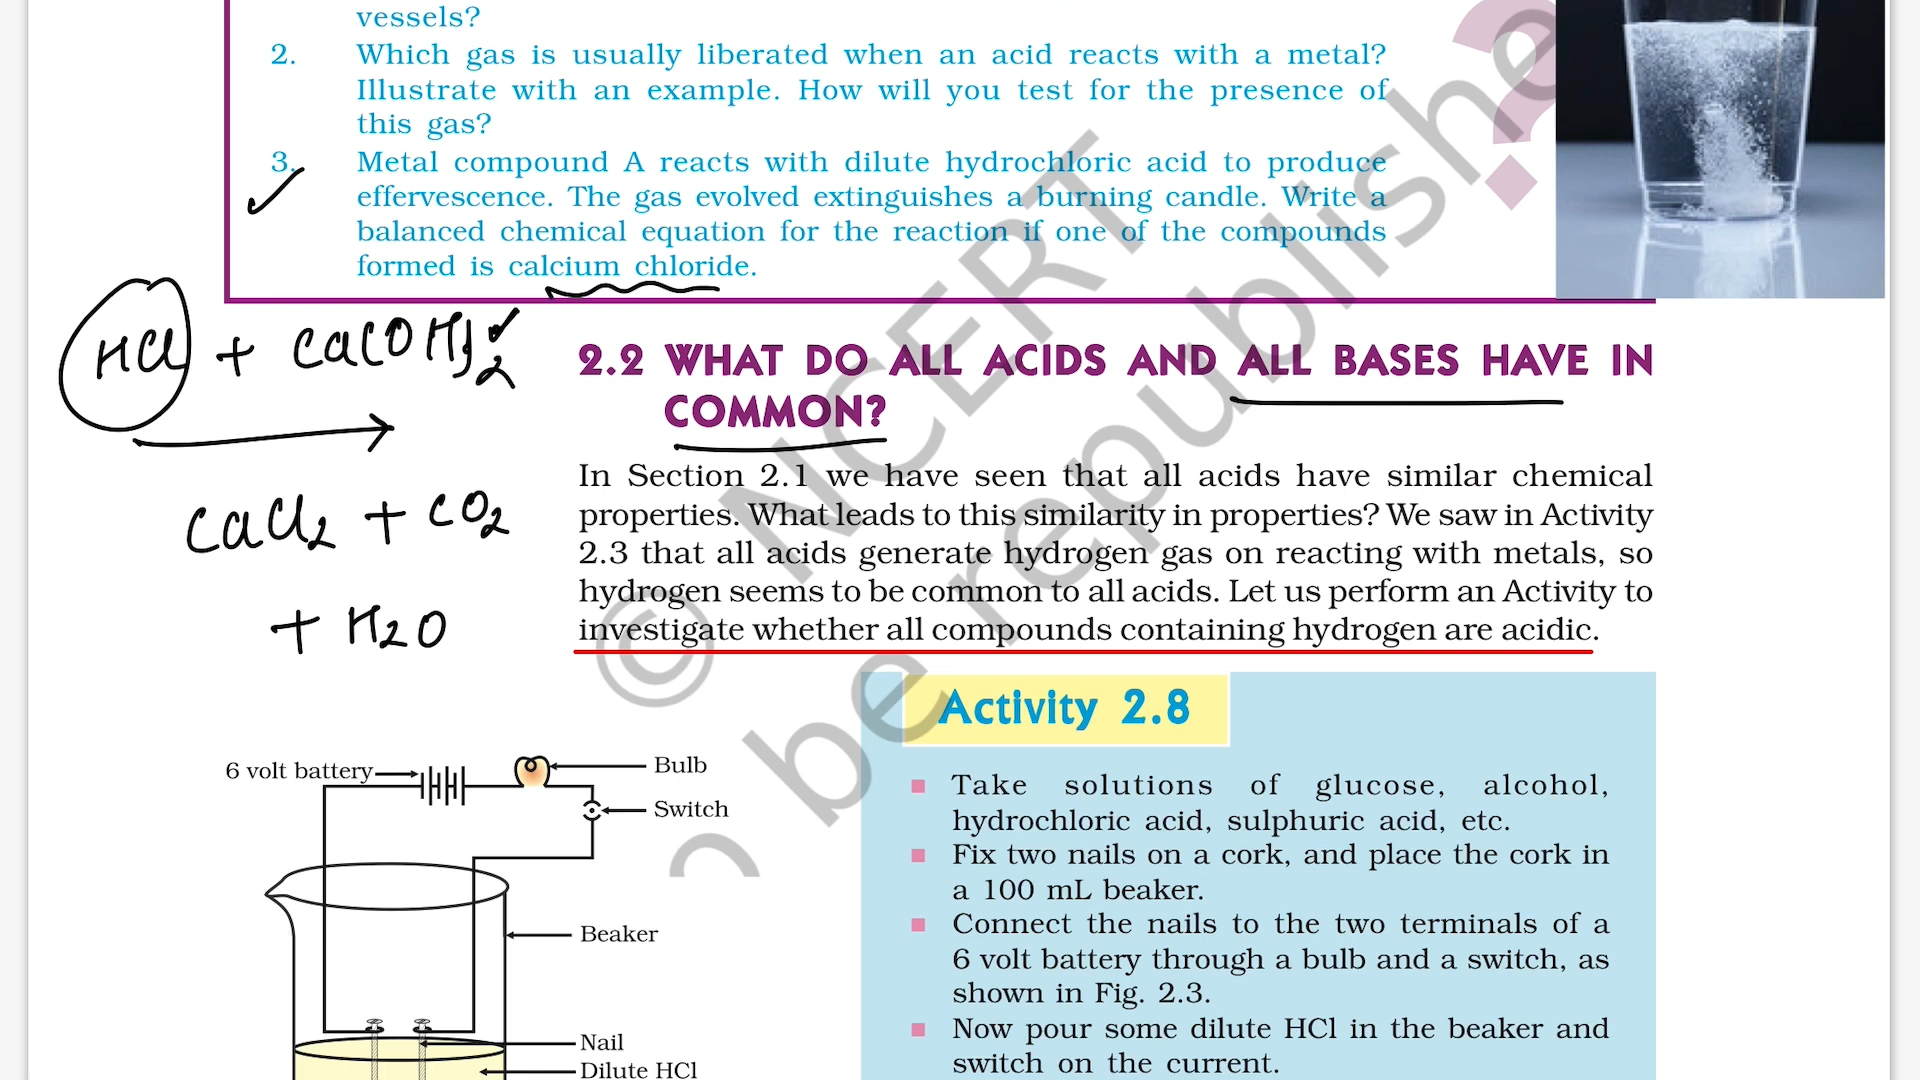 vessels?
2. Which gas is usually liberated when an acid reacts with a metal?
Illustrate with an example. How will you test for the presence of
this gas?
3. Metal compound A reacts with dilute hydrochloric acid to produce
effervescence. The gas evolved extinguishes a burning candle. Write a
balanced chemical equation for the reaction if one of the compounds
formed is calcium chloride.
HCl + Ca(OH)2
CaCl2 + CO2
+ H2O
2.2 WHAT DO ALL ACIDS AND ALL BASES HAVE IN
COMMON?
In Section 2.1 we have seen that all acids have similar chemical
properties. What leads to this similarity in properties? We saw in Activity
2.3 that all acids generate hydrogen gas on reacting with metals, so
hydrogen seems to be common to all acids. Let us perform an Activity to
investigate whether all compounds containing hydrogen are acidic.
6 volt battery
Bulb
Switch
Beaker
Nail
Dilute HCl
Activity 2.8
Take solutions of glucose, alcohol,
hydrochloric acid, sulphuric acid, etc.
Fix two nails on a cork, and place the cork in
a 100 mL beaker.
Connect the nails to the two terminals of a
6 volt battery through a bulb and a switch, as
shown in Fig. 2.3.
Now pour some dilute HCl in the beaker and
switch on the current.
© NCERT
be republishe